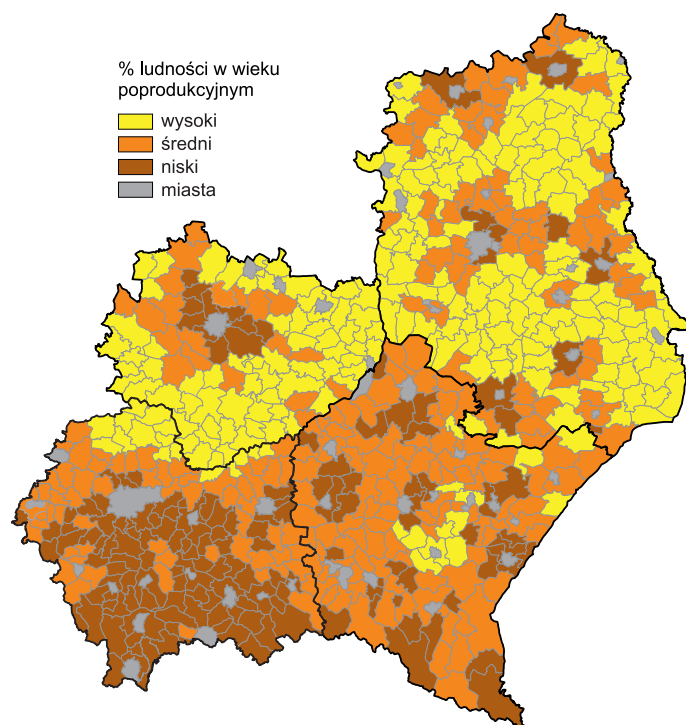 % ludności w wieku
poprodukcyjnym
wysoki
średni
niski
miasta